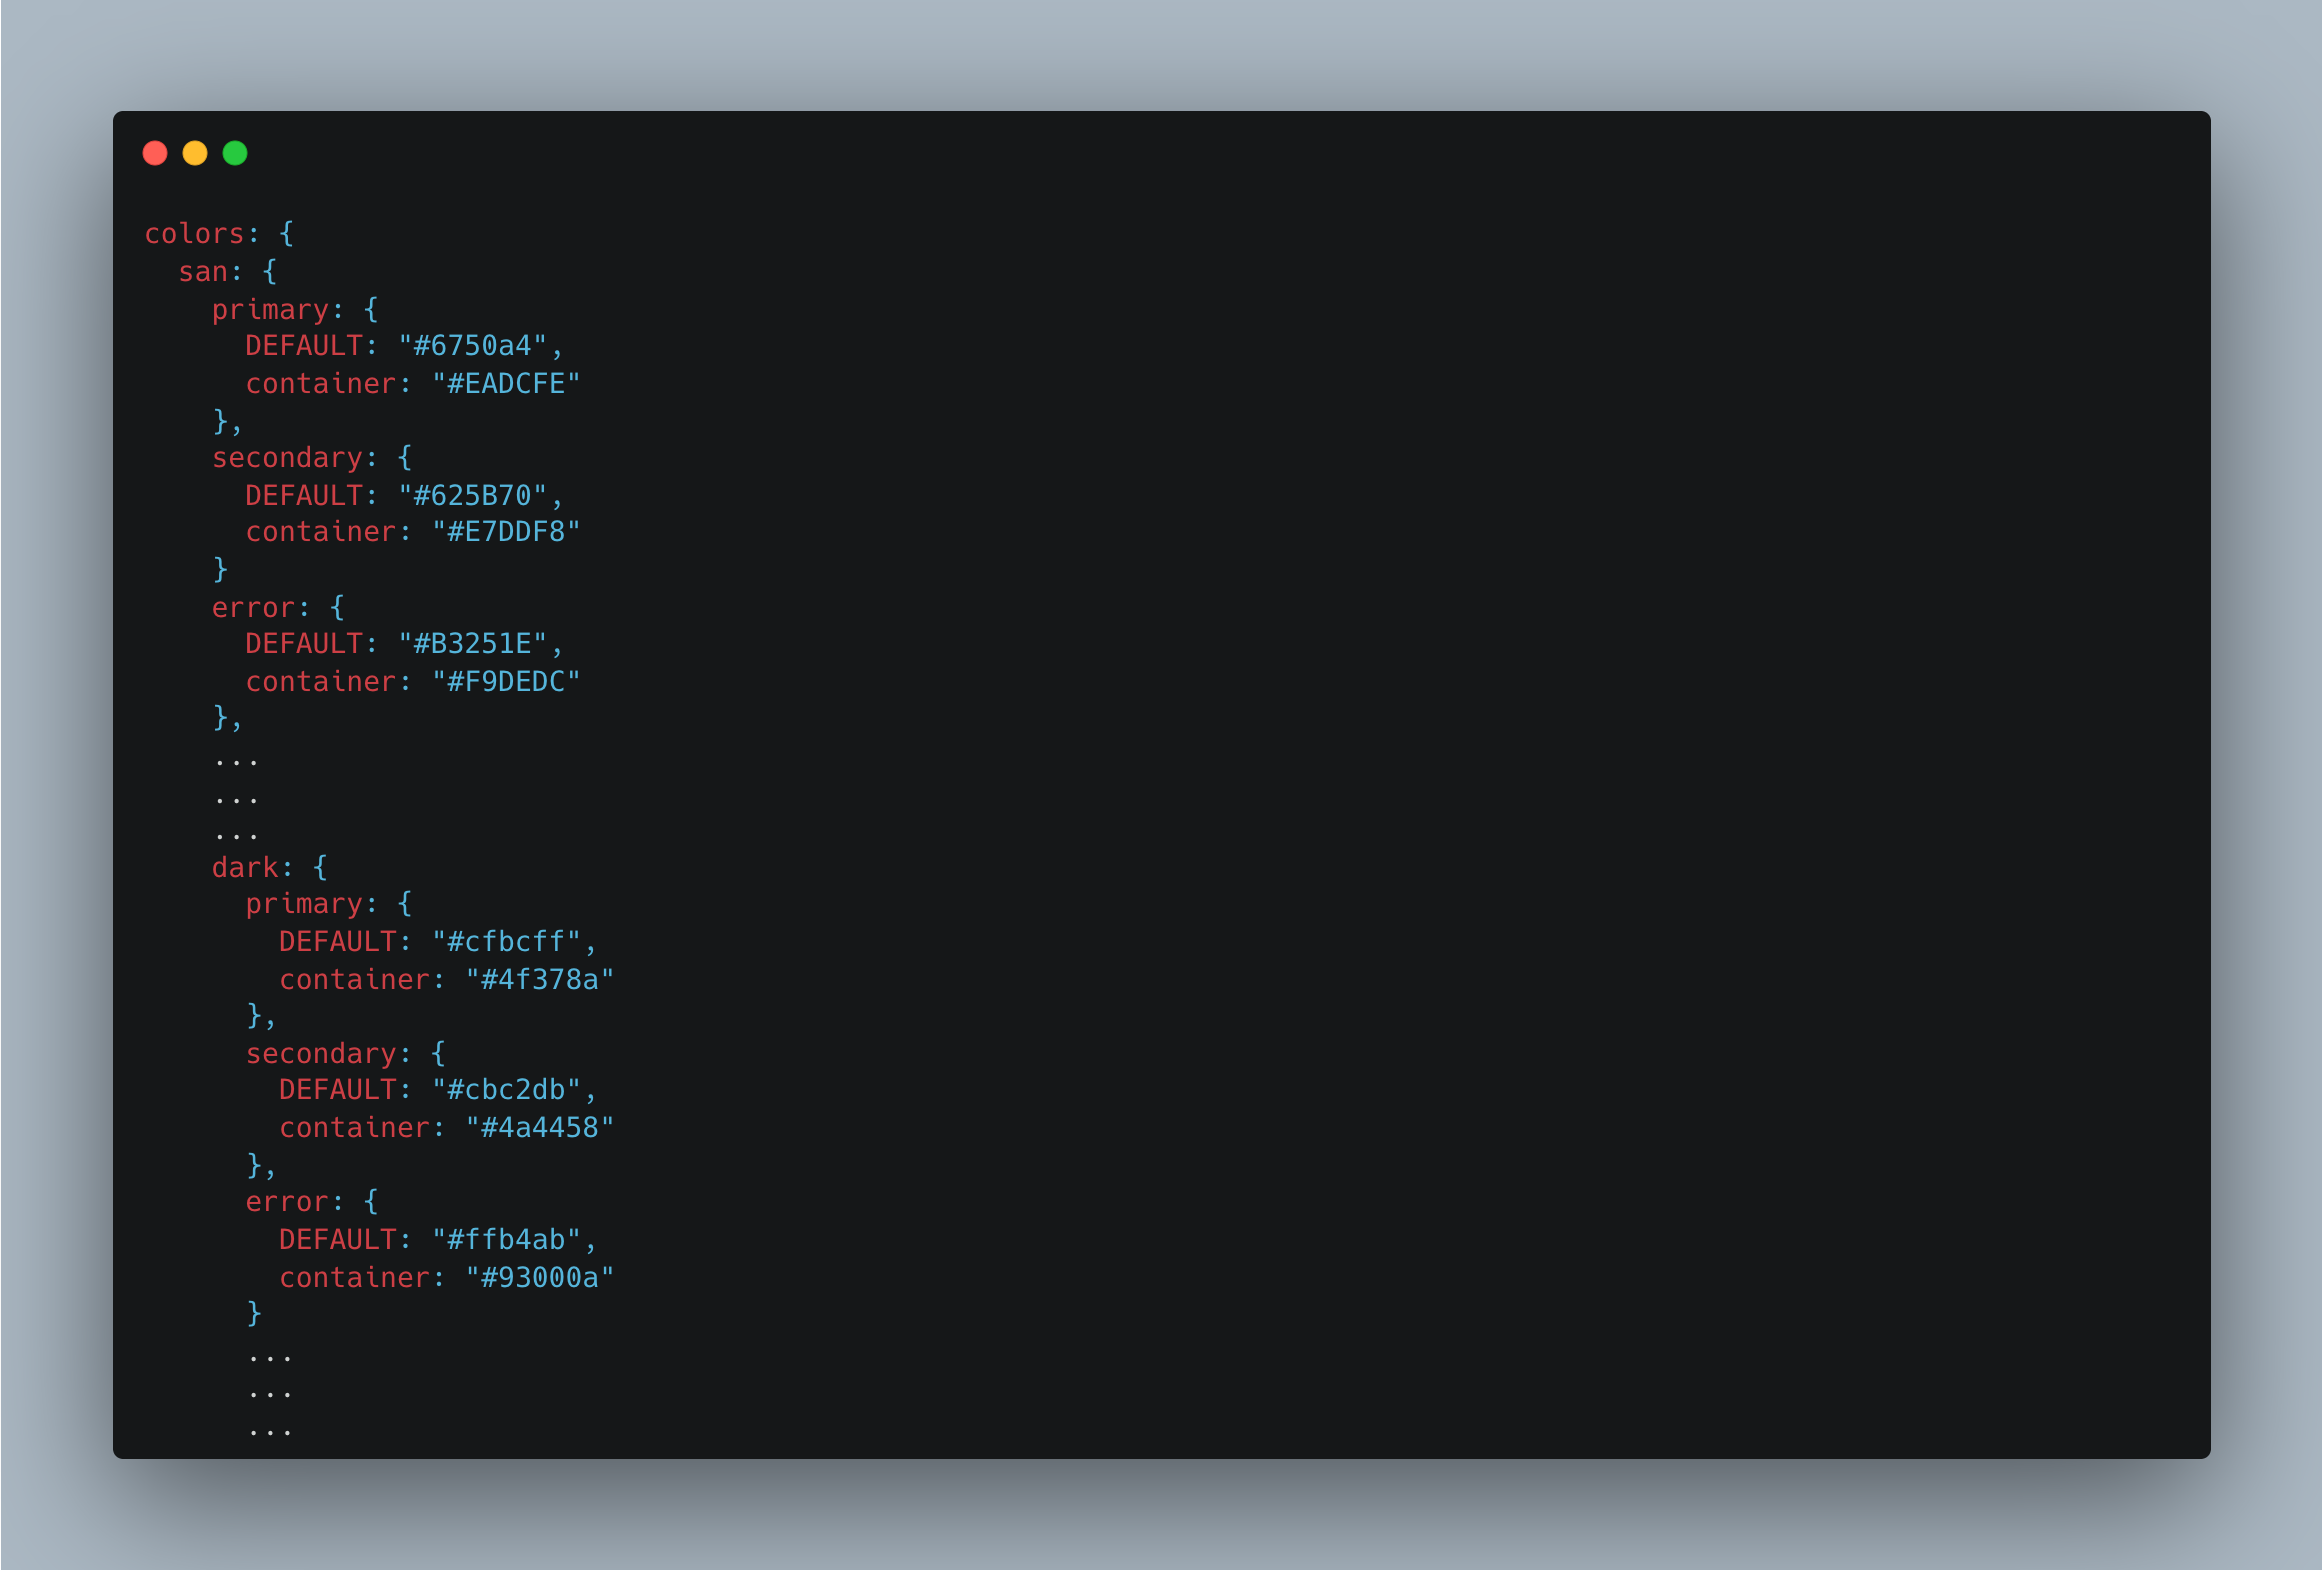 colors: {
  san: {
    primary: {
      DEFAULT: "#6750a4",
      container: "#EADCFE"
    },
    secondary: {
      DEFAULT: "#625B70",
      container: "#E7DDF8"
    }
    error: {
      DEFAULT: "#B3251E",
      container: "#F9DEDC"
    },
    ...
    ...
    ...
    dark: {
      primary: {
        DEFAULT: "#cfbcff",
        container: "#4f378a"
      },
      secondary: {
        DEFAULT: "#cbc2db",
        container: "#4a4458"
      },
      error: {
        DEFAULT: "#ffb4ab",
        container: "#93000a"
      }
      ...
      ...
      ...